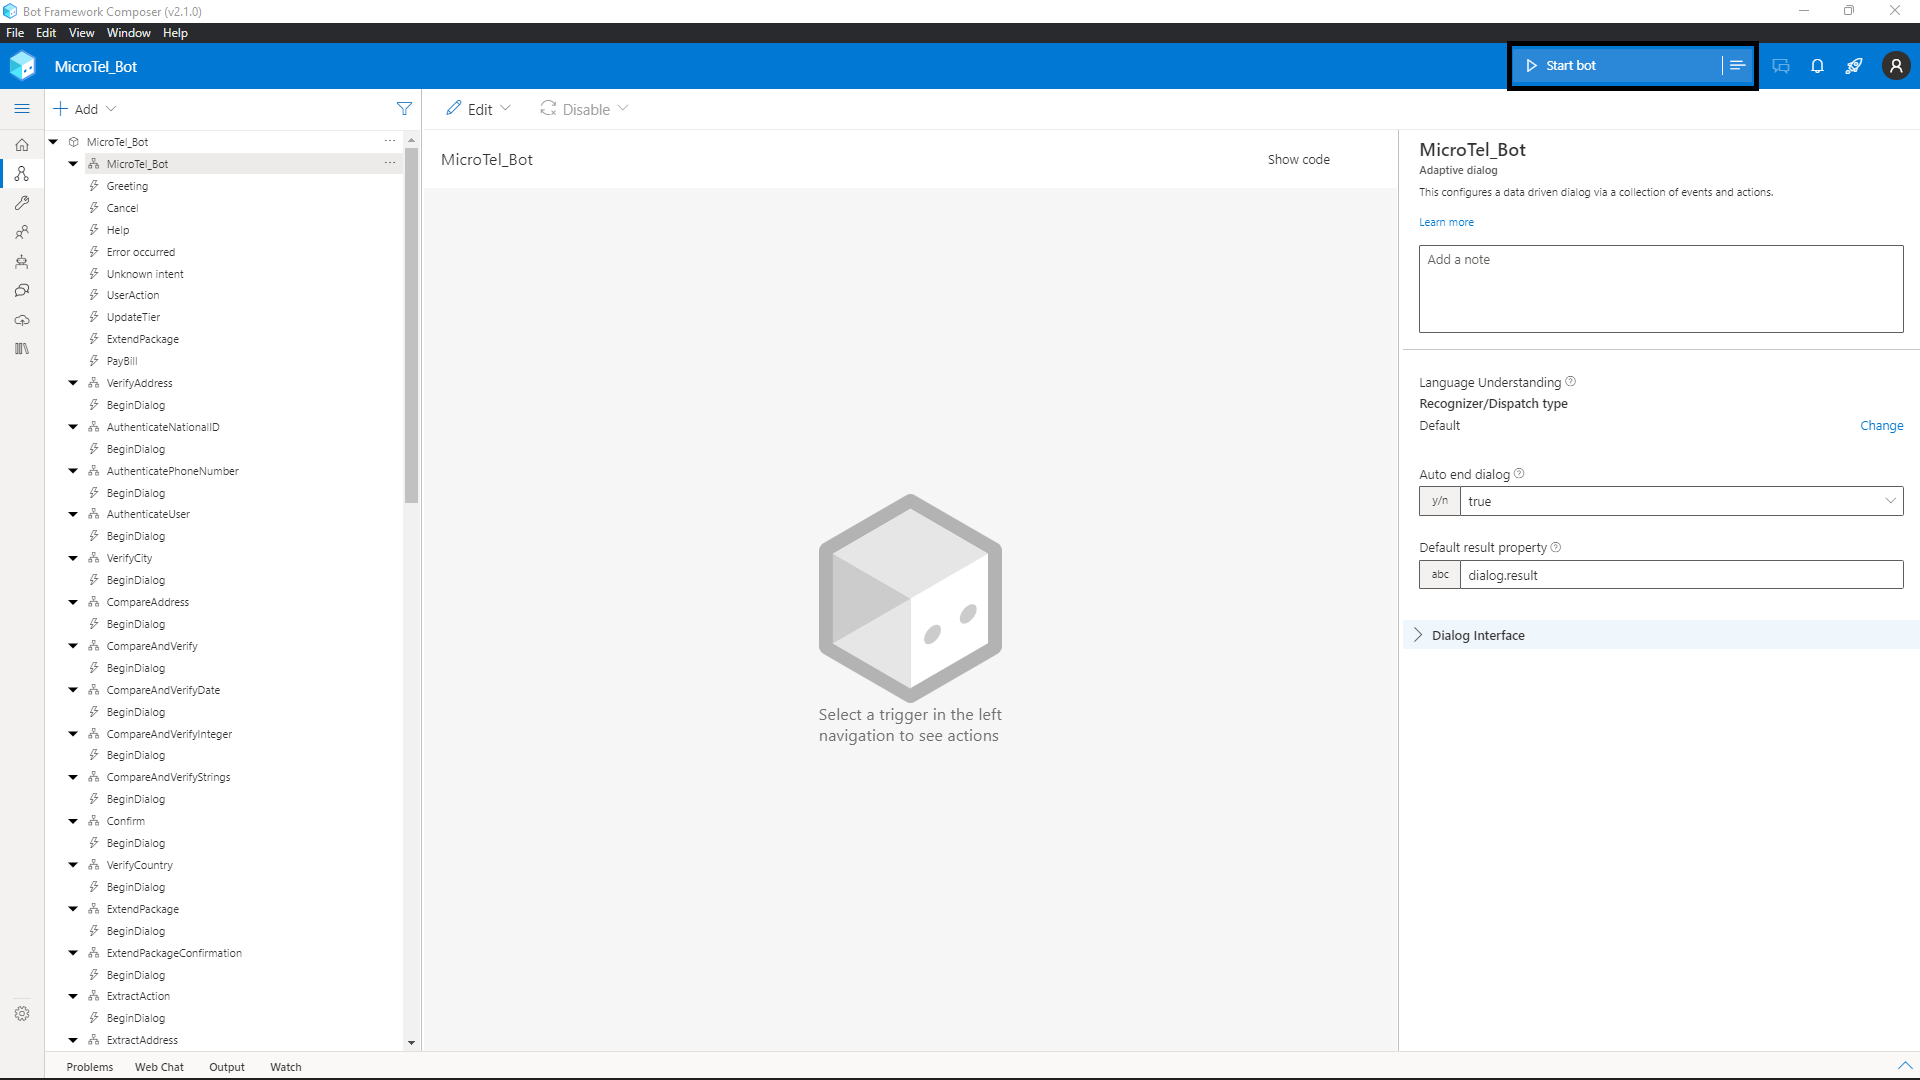 Bot Framework Composer (v2.1.0)
File Edit View Window Help
MicroTel_Bot
Start bot
Add
Edit
Disable
MicroTel_Bot
MicroTel_Bot
Greeting
Cancel
Help
Error occurred
Unknown intent
UserAction
UpdateTier
ExtendPackage
PayBill
VerifyAddress
BeginDialog
AuthenticateNationalID
BeginDialog
AuthenticatePhoneNumber
BeginDialog
AuthenticateUser
BeginDialog
VerifyCity
BeginDialog
CompareAddress
BeginDialog
CompareAndVerify
BeginDialog
CompareAndVerifyDate
BeginDialog
CompareAndVerifyInteger
BeginDialog
CompareAndVerifyStrings
BeginDialog
Confirm
BeginDialog
VerifyCountry
BeginDialog
ExtendPackage
BeginDialog
ExtendPackageConfirmation
BeginDialog
ExtractAction
BeginDialog
ExtractAddress
MicroTel_Bot
Show code
Select a trigger in the left
navigation to see actions
MicroTel_Bot
Adaptive dialog
This configures a data driven dialog via a collection of events and actions.
Learn more
Add a note
Language Understanding
Recognizer/Dispatch type
Default
Change
Auto end dialog
y/n true
Default result property
abc dialog.result
Dialog Interface
Problems Web Chat Output Watch